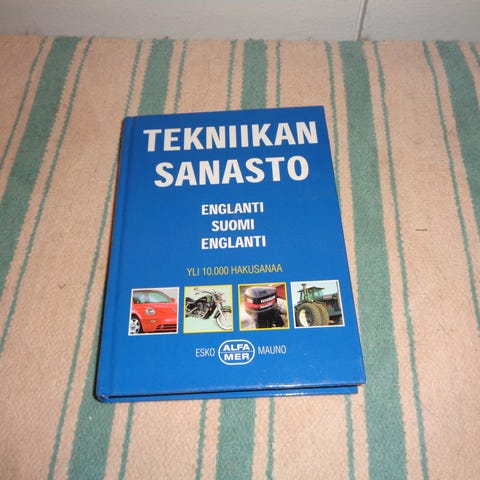 TEKNIIKAN
SANASTO
ENGLANTI
SUOMI
ENGLANTI
YLI 10.000 HAKUSANAA
ESKO ALFA MER MAUNO